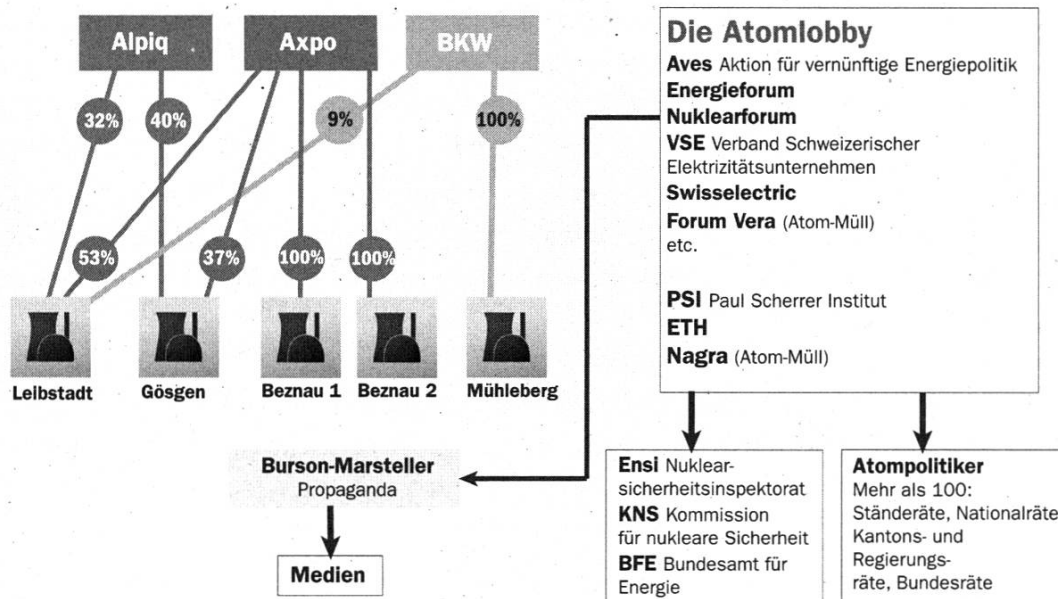 Alpiq
Axpo
BKW
32%
40%
9%
100%
53%
37%
100%
100%
Leibstadt
Gösgen
Beznau 1
Beznau 2
Mühleberg
Die Atomlobby
Aves Aktion für vernünftige Energiepolitik
Energieforum
Nuklearforum
VSE Verband Schweizerischer
Elektrizitätsunternehmen
Swisselectric
Forum Vera (Atom-Müll)
etc.
PSI Paul Scherrer Institut
ETH
Nagra (Atom-Müll)
Burson-Marsteller
Propaganda
Medien
Ensi Nuklear-
sicherheitsinspektorat
KNS Kommission
für nukleare Sicherheit
BFE Bundesamt für
Energie
Atompolitiker
Mehr als 100:
Ständeräte, Nationalräte
Kantons- und
Regierungs-
räte, Bundesräte